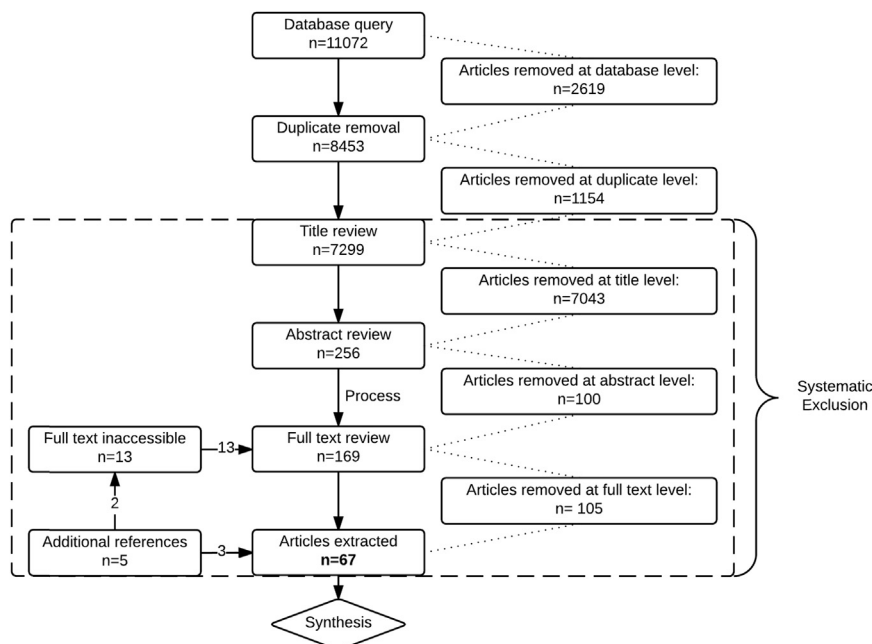 Database query
n=11072
Articles removed at database level:
n=2619
Duplicate removal
n=8453
Articles removed at duplicate level:
n=1154
Title review
n=7299
Articles removed at title level:
n=7043
Abstract review
n=256
Articles removed at abstract level:
n=100
Systematic
Exclusion
Process
Full text inaccessible
n=13
13
Full text review
n=169
Articles removed at full text level:
n= 105
2
Additional references
n=5
3
Articles extracted
n=67
Synthesis